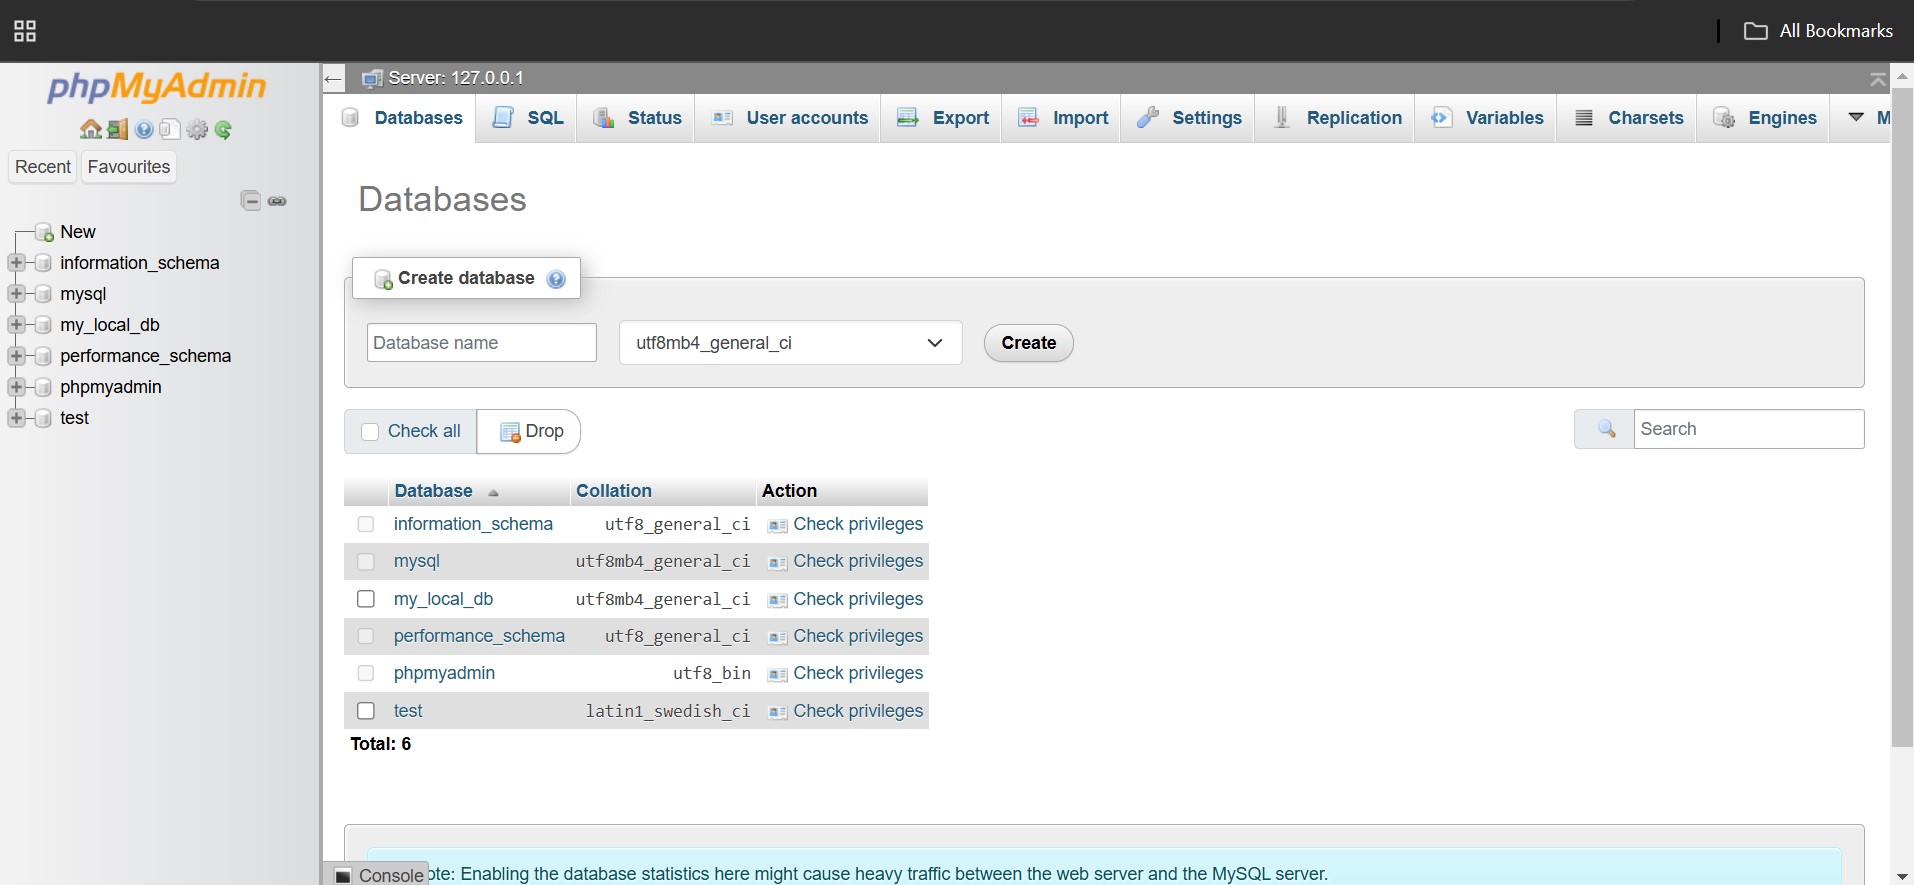 All Bookmarks
phpMyAdmin
Recent Favourites
New
information_schema
mysql
my_local_db
performance_schema
phpmyadmin
test
Server: 127.0.0.1
Databases SQL Status User accounts Export Import Settings Replication Variables Charsets Engines
Databases
Create database
Database name utf8mb4_general_ci Create
Check all Drop Search
Database Collation Action
information_schema utf8_general_ci Check privileges
mysql utf8mb4_general_ci Check privileges
my_local_db utf8mb4_general_ci Check privileges
performance_schema utf8_general_ci Check privileges
phpmyadmin utf8_bin Check privileges
test latin1_swedish_ci Check privileges
Total: 6
Console
Enabling the database statistics here might cause heavy traffic between the web server and the MySQL server.